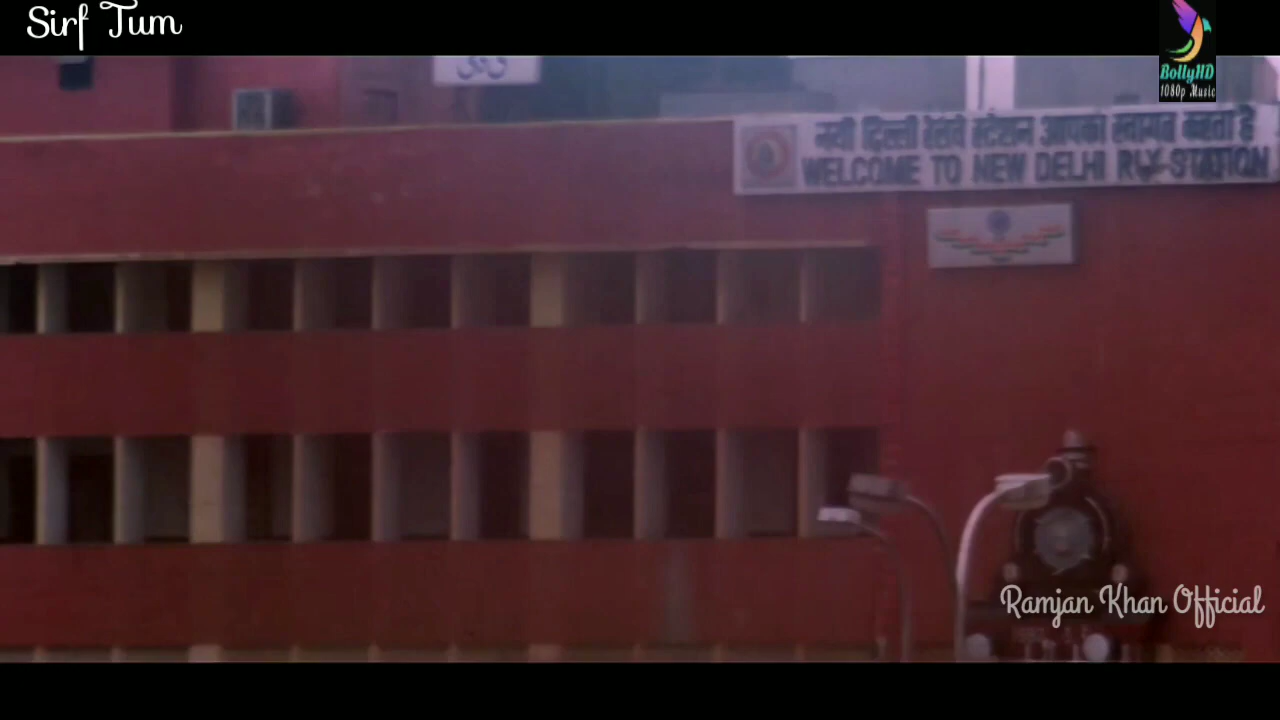 Sirf Tum
BollyHD
1080p Music
नयी दिल्ली रेलवे स्टेशन आपका स्वागत करता है
WELCOME TO NEW DELHI RLY STATION
Ramjan Khan Official